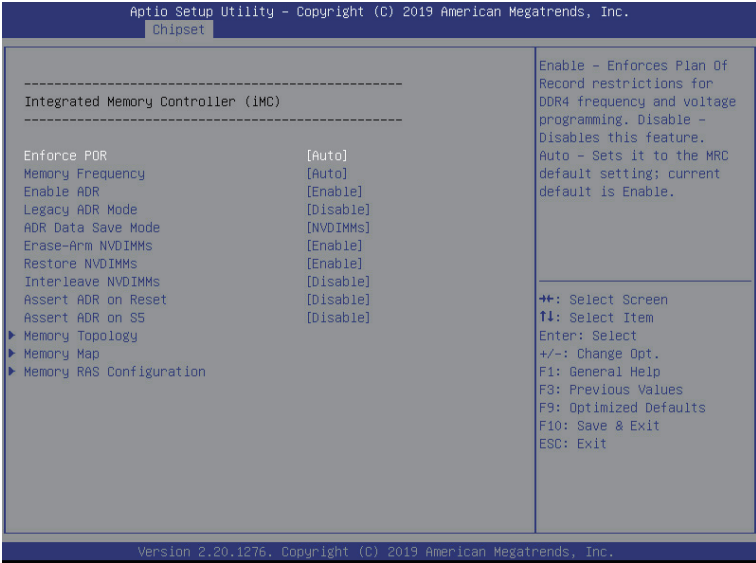 Aptio Setup Utility – Copyright (C) 2019 American Megatrends, Inc.
Chipset
------------------------------------------------
Integrated Memory Controller (iMC)
------------------------------------------------
Enforce POR [Auto]
Memory Frequency [Auto]
Enable ADR [Enable]
Legacy ADR Mode [Disable]
ADR Data Save Mode [NVDIMMs]
Erase-Arm NVDIMMs [Enable]
Restore NVDIMMs [Enable]
Interleave NVDIMMs [Disable]
Assert ADR on Reset [Disable]
Assert ADR on S5 [Disable]
Memory Topology
Memory Map
Memory RAS Configuration
Enable – Enforces Plan Of
Record restrictions for
DDR4 frequency and voltage
programming. Disable –
Disables this feature.
Auto – Sets it to the MRC
default setting; current
default is Enable.
→←: Select Screen
↑↓: Select Item
Enter: Select
+/-: Change Opt.
F1: General Help
F3: Previous Values
F9: Optimized Defaults
F10: Save & Exit
ESC: Exit
Version 2.20.1276. Copyright (C) 2019 American Megatrends, Inc.